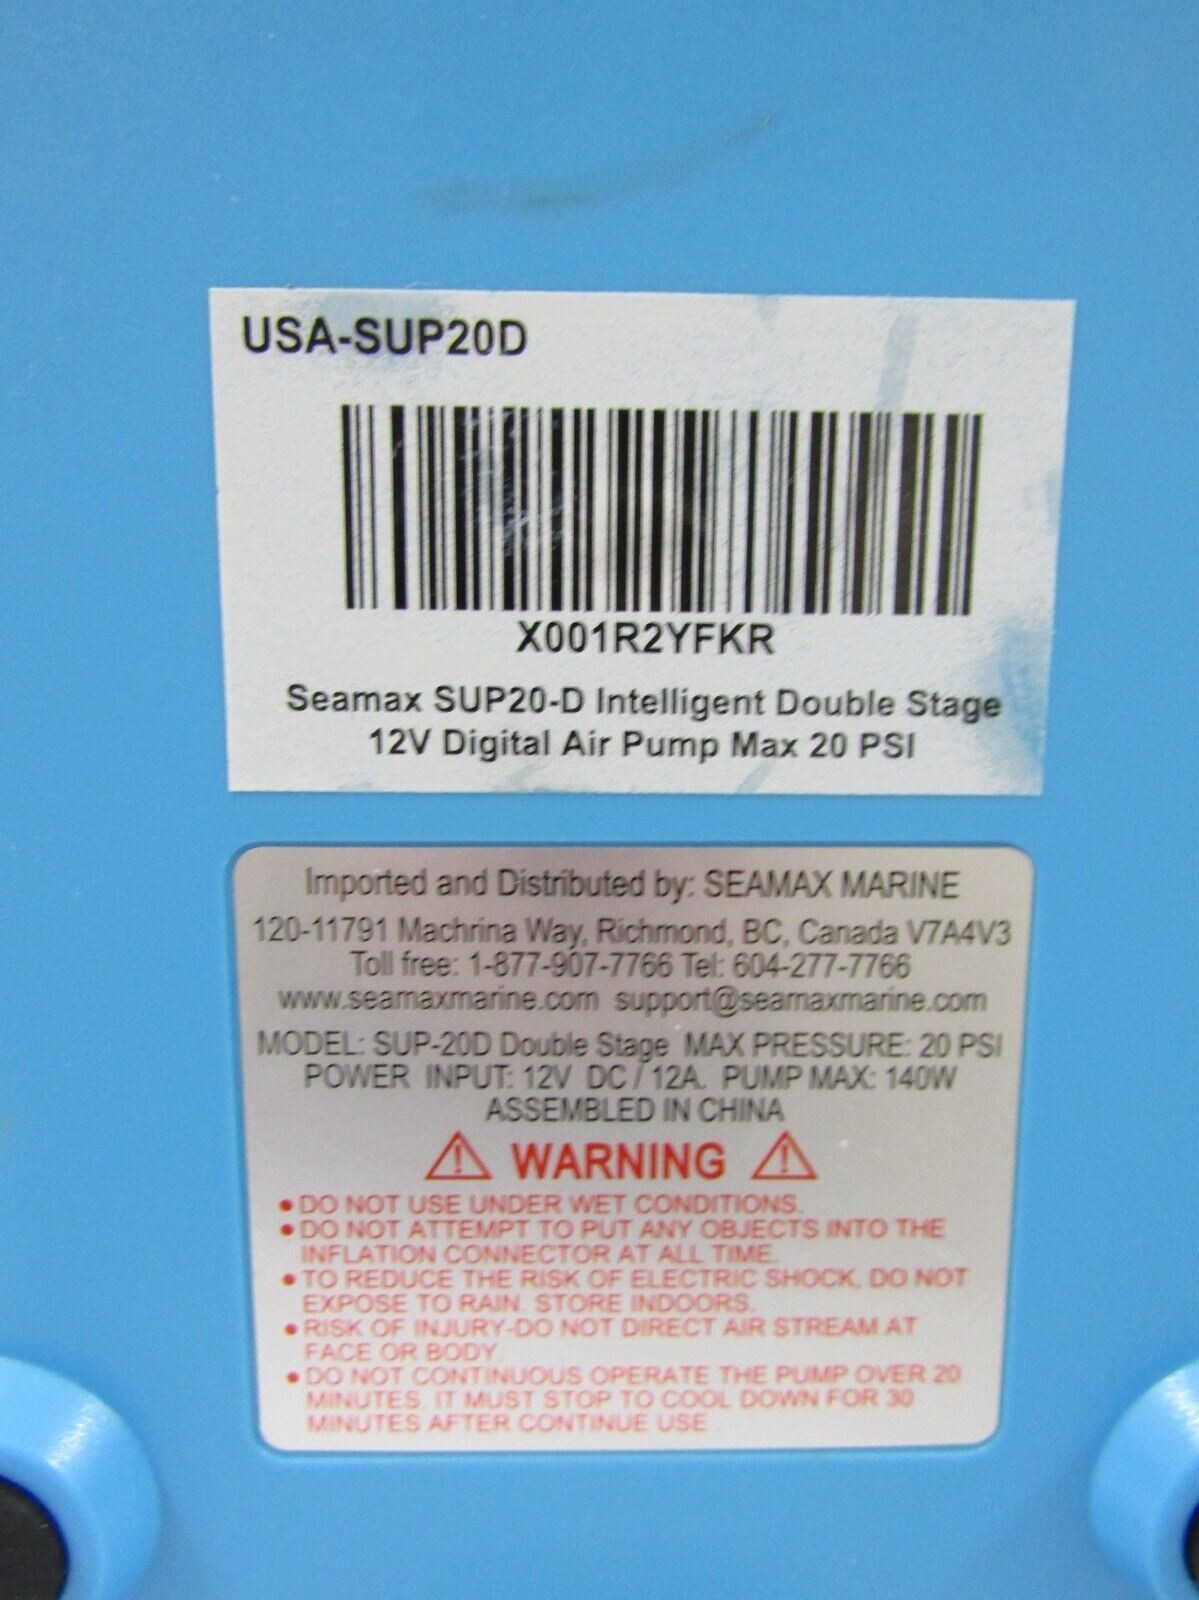 USA-SUP20D
X001R2YFKR
Seamax SUP20-D Intelligent Double Stage
12V Digital Air Pump Max 20 PSI
Imported and Distributed by: SEAMAX MARINE
120-11791 Machrina Way, Richmond, BC, Canada V7A4V3
Toll free: 1-877-907-7766 Tel: 604-277-7766
www.seamaxmarine.com support@seamaxmarine.com
MODEL: SUP-20D Double Stage MAX PRESSURE: 20 PSI
POWER INPUT: 12V DC / 12A. PUMP MAX: 140W
ASSEMBLED IN CHINA
WARNING
• DO NOT USE UNDER WET CONDITIONS.
• DO NOT ATTEMPT TO PUT ANY OBJECTS INTO THE
INFLATION CONNECTOR AT ALL TIME.
• TO REDUCE THE RISK OF ELECTRIC SHOCK, DO NOT
EXPOSE TO RAIN. STORE INDOORS.
• RISK OF INJURY-DO NOT DIRECT AIR STREAM AT
FACE OR BODY.
• DO NOT CONTINUOUS OPERATE THE PUMP OVER 20
MINUTES. IT MUST STOP TO COOL DOWN FOR 30
MINUTES AFTER CONTINUE USE .